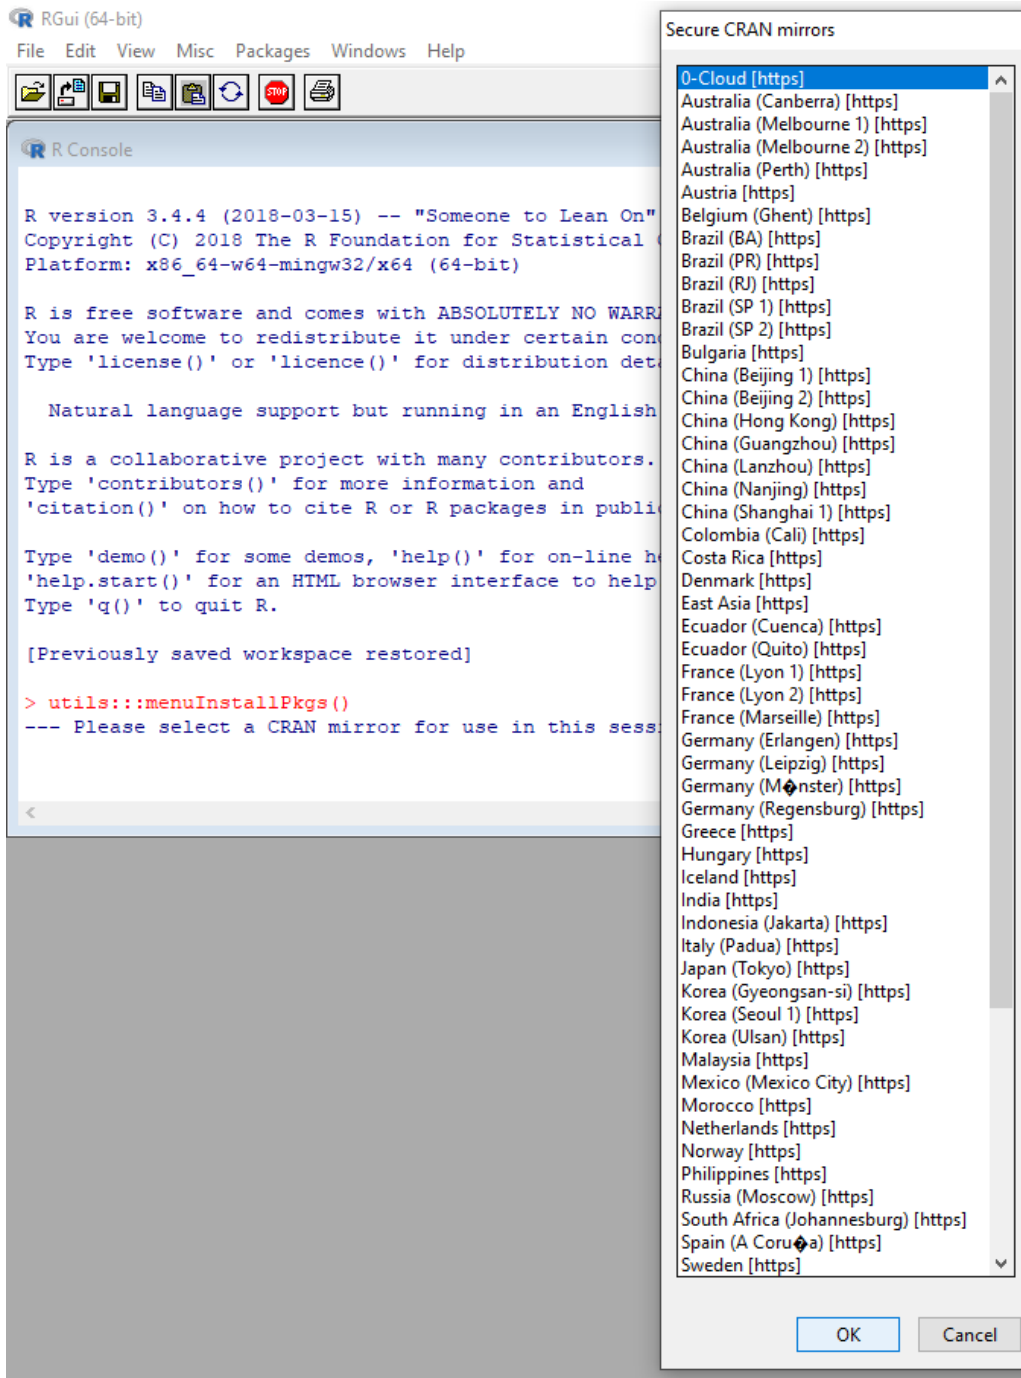 RGui (64-bit)
File Edit View Misc Packages Windows Help
STOP
R Console
R version 3.4.4 (2018-03-15) -- "Someone to Lean On"
Copyright (C) 2018 The R Foundation for Statistical
Platform: x86_64-w64-mingw32/x64 (64-bit)
R is free software and comes with ABSOLUTELY NO WARRA
You are welcome to redistribute it under certain con
Type 'license()' or 'licence()' for distribution deta
Natural language support but running in an English
R is a collaborative project with many contributors.
Type 'contributors()' for more information and
'citation()' on how to cite R or R packages in publi
Type 'demo()' for some demos, 'help()' for on-line he
'help.start()' for an HTML browser interface to help
Type 'q()' to quit R.
[Previously saved workspace restored]
> utils:::menuInstallPkgs()
--- Please select a CRAN mirror for use in this sess
Secure CRAN mirrors
0-Cloud [https]
Australia (Canberra) [https]
Australia (Melbourne 1) [https]
Australia (Melbourne 2) [https]
Australia (Perth) [https]
Austria [https]
Belgium (Ghent) [https]
Brazil (BA) [https]
Brazil (PR) [https]
Brazil (RJ) [https]
Brazil (SP 1) [https]
Brazil (SP 2) [https]
Bulgaria [https]
China (Beijing 1) [https]
China (Beijing 2) [https]
China (Hong Kong) [https]
China (Guangzhou) [https]
China (Lanzhou) [https]
China (Nanjing) [https]
China (Shanghai 1) [https]
Colombia (Cali) [https]
Costa Rica [https]
Denmark [https]
East Asia [https]
Ecuador (Cuenca) [https]
Ecuador (Quito) [https]
France (Lyon 1) [https]
France (Lyon 2) [https]
France (Marseille) [https]
Germany (Erlangen) [https]
Germany (Leipzig) [https]
Germany (M�nster) [https]
Germany (Regensburg) [https]
Greece [https]
Hungary [https]
Iceland [https]
India [https]
Indonesia (Jakarta) [https]
Italy (Padua) [https]
Japan (Tokyo) [https]
Korea (Gyeongsan-si) [https]
Korea (Seoul 1) [https]
Korea (Ulsan) [https]
Malaysia [https]
Mexico (Mexico City) [https]
Morocco [https]
Netherlands [https]
Norway [https]
Philippines [https]
Russia (Moscow) [https]
South Africa (Johannesburg) [https]
Spain (A Coru�a) [https]
Sweden [https]
OK Cancel